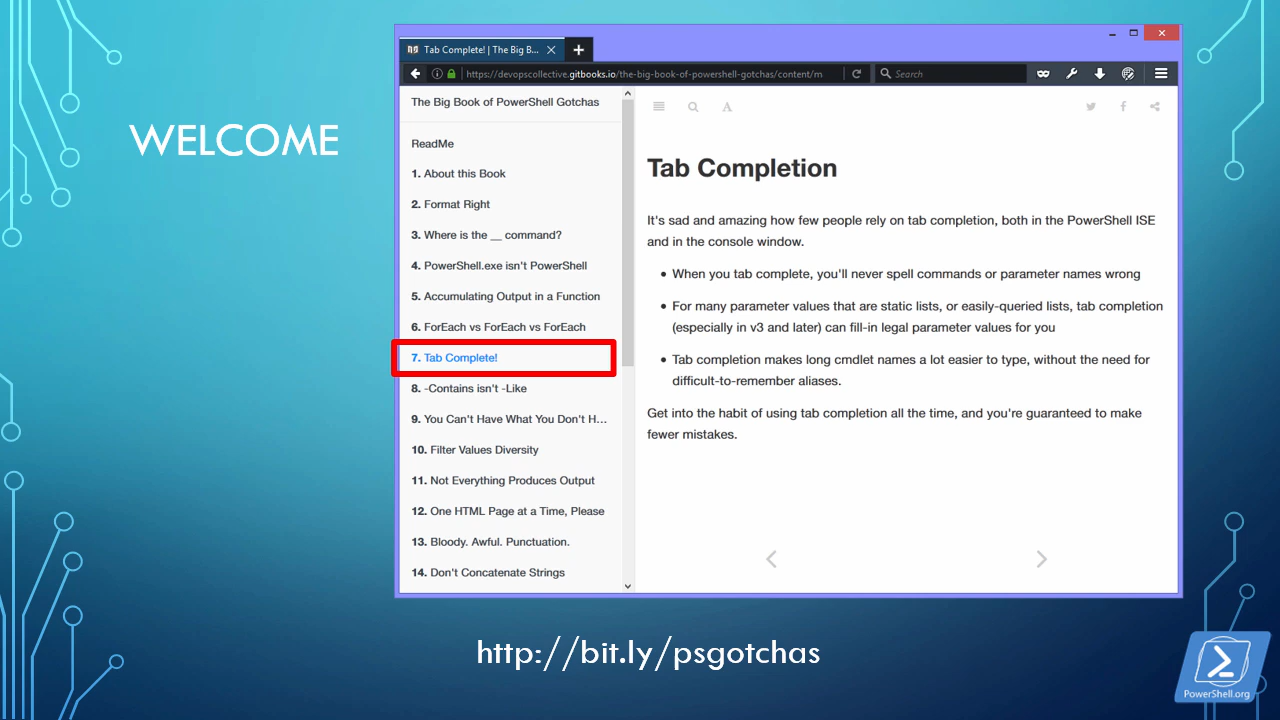 WELCOME
Tab Complete! | The Big B...
https://devopscollective.gitbooks.io/the-big-book-of-powershell-gotchas/content/m
Search
The Big Book of PowerShell Gotchas
ReadMe
1. About this Book
2. Format Right
3. Where is the __ command?
4. PowerShell.exe isn't PowerShell
5. Accumulating Output in a Function
6. ForEach vs ForEach vs ForEach
7. Tab Complete!
8. -Contains isn't -Like
9. You Can't Have What You Don't H...
10. Filter Values Diversity
11. Not Everything Produces Output
12. One HTML Page at a Time, Please
13. Bloody. Awful. Punctuation.
14. Don't Concatenate Strings
A
Tab Completion
It's sad and amazing how few people rely on tab completion, both in the PowerShell ISE
and in the console window.
• When you tab complete, you'll never spell commands or parameter names wrong
• For many parameter values that are static lists, or easily-queried lists, tab completion
(especially in v3 and later) can fill-in legal parameter values for you
• Tab completion makes long cmdlet names a lot easier to type, without the need for
difficult-to-remember aliases.
Get into the habit of using tab completion all the time, and you're guaranteed to make
fewer mistakes.
http://bit.ly/psgotchas
PowerShell.org